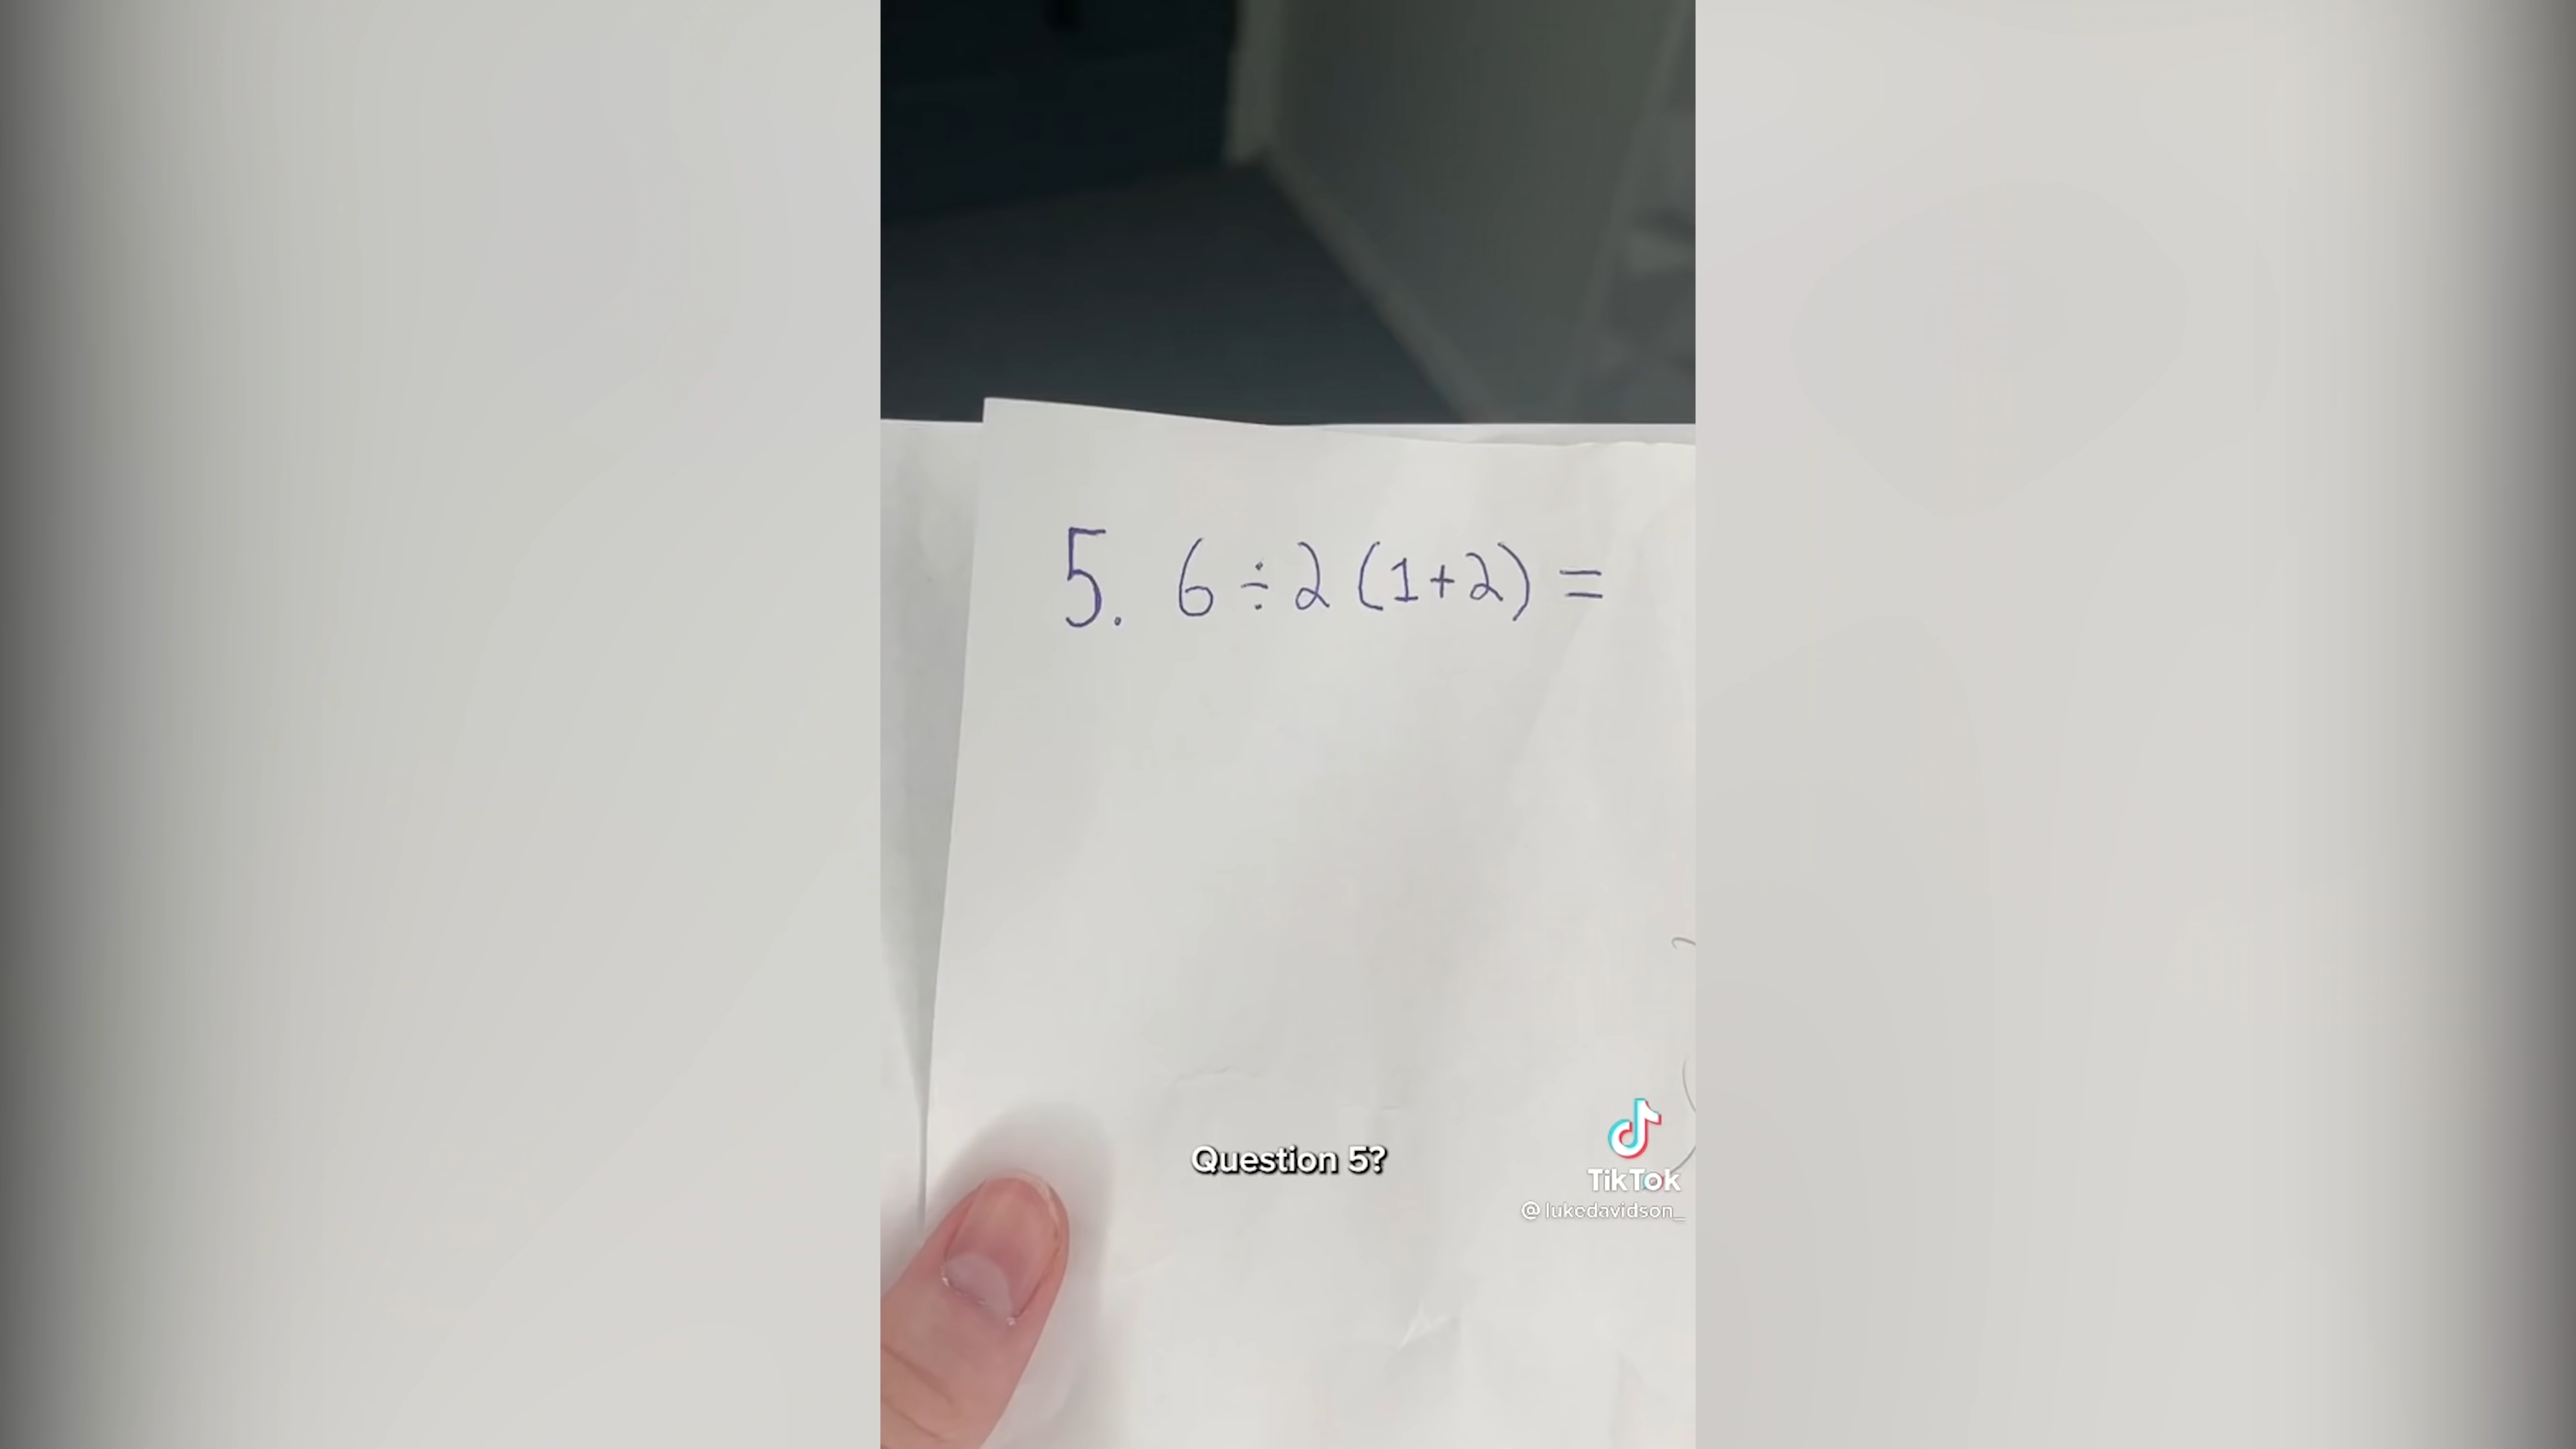 5. 6 ÷ 2 (1+2) =
Question 5?
TikTok
@lukedavidson_